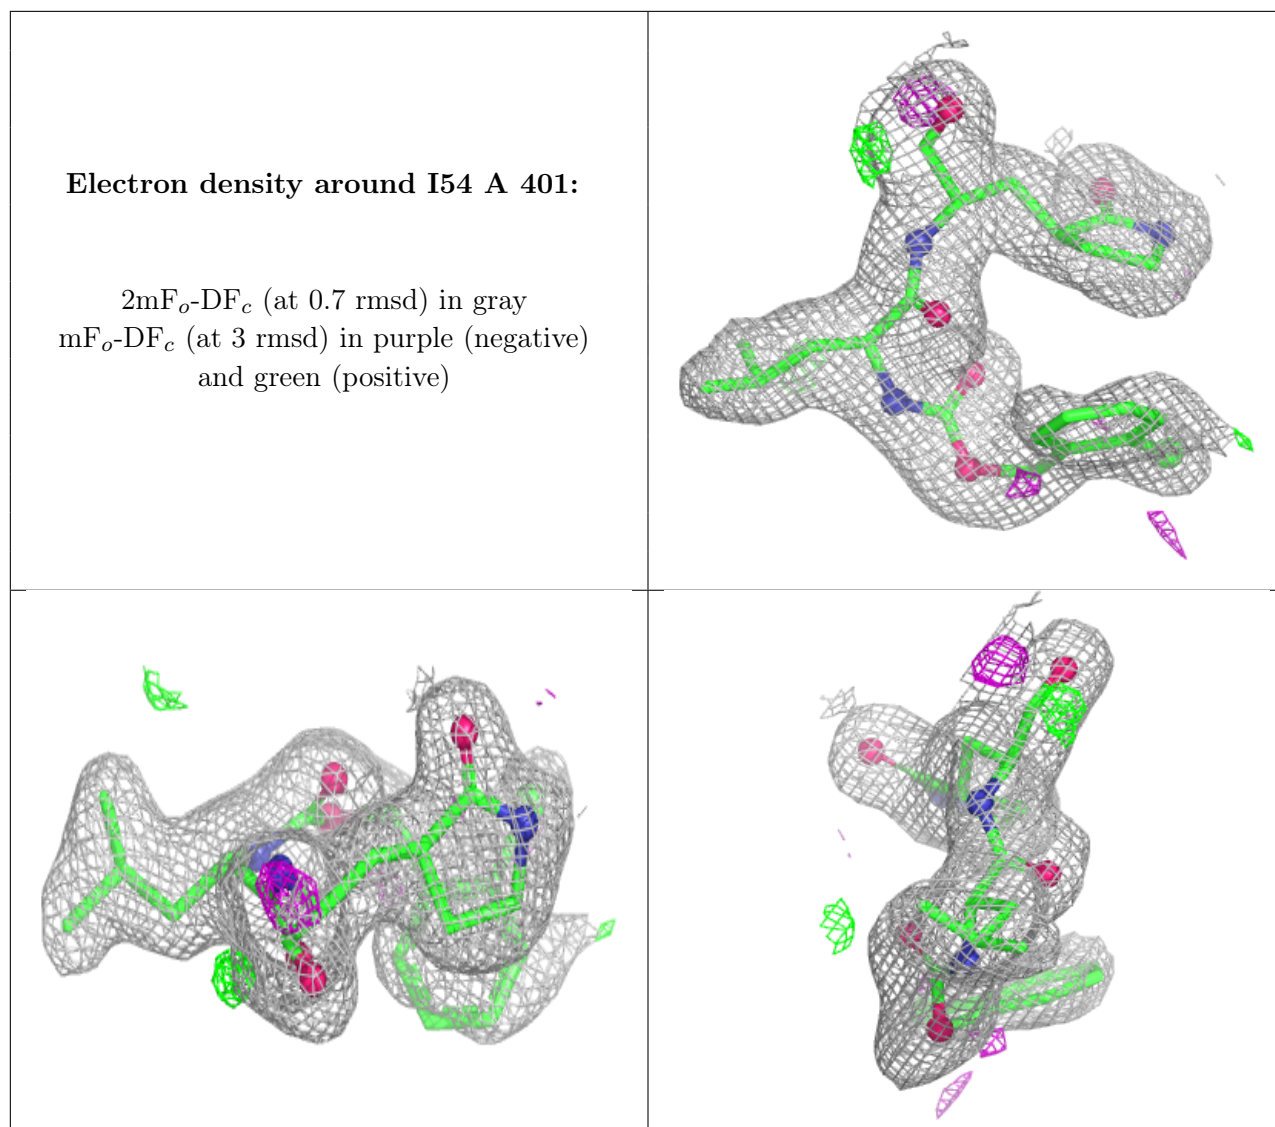 Electron density around I54 A 401:
2mFₒ-DF𝒸 (at 0.7 rmsd) in gray
mFₒ-DF𝒸 (at 3 rmsd) in purple (negative)
and green (positive)